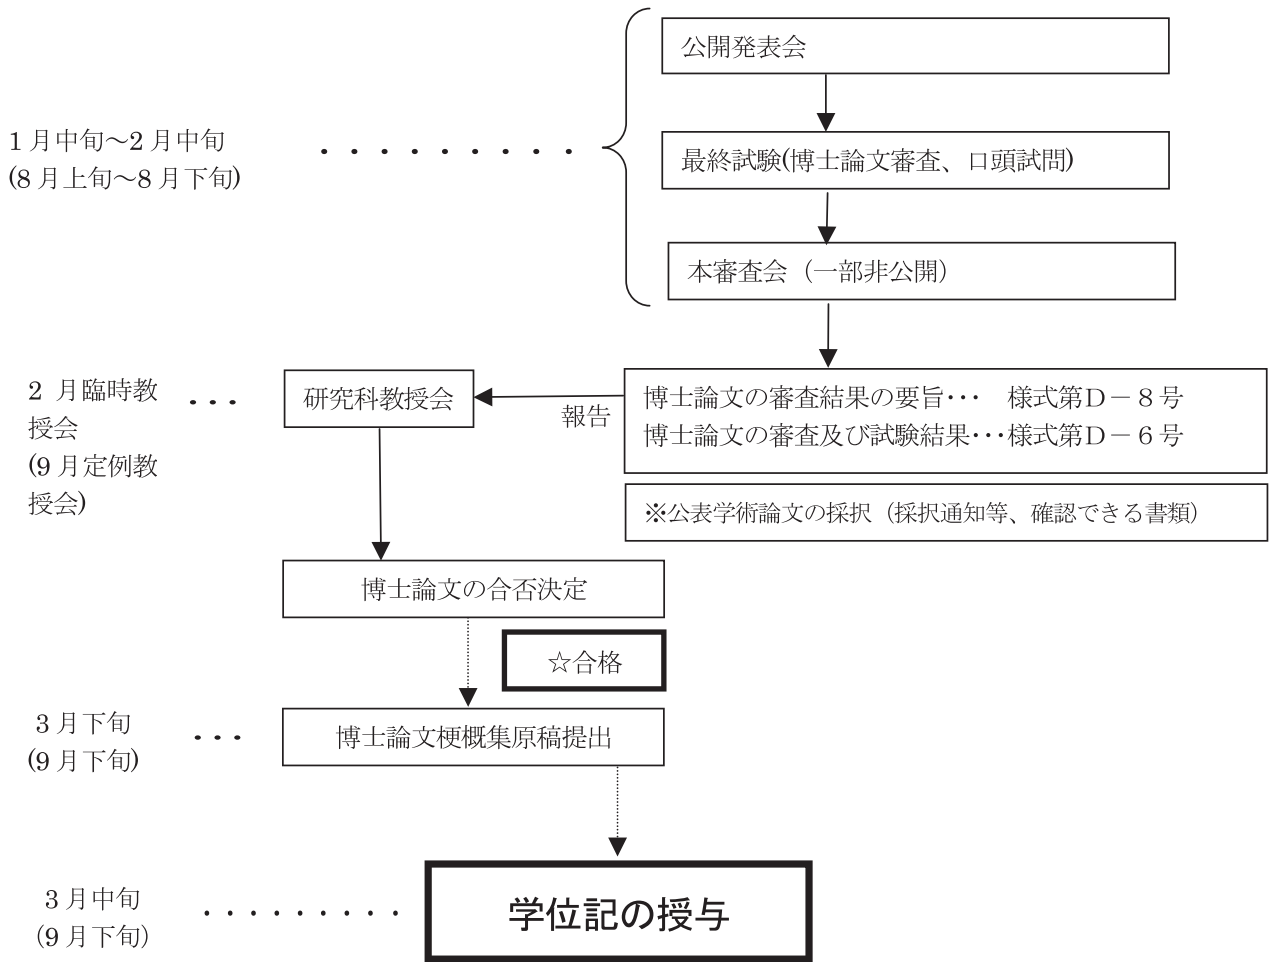 公開発表会
1月中旬～2月中旬
(8月上旬～8月下旬)
・・・・・・・・・
最終試験(博士論文審査、口頭試問)
本審査会（一部非公開）
2 月臨時教
授会
(9月定例教
授会)
・・・
研究科教授会
報告
博士論文の審査結果の要旨・・・　様式第Ｄ－８号
博士論文の審査及び試験結果・・・様式第Ｄ－６号
※公表学術論文の採択（採択通知等、確認できる書類）
博士論文の合否決定
☆合格
3月下旬
(9月下旬)
・・・
博士論文梗概集原稿提出
3月中旬
（9月下旬）
・・・・・・・・・
学位記の授与